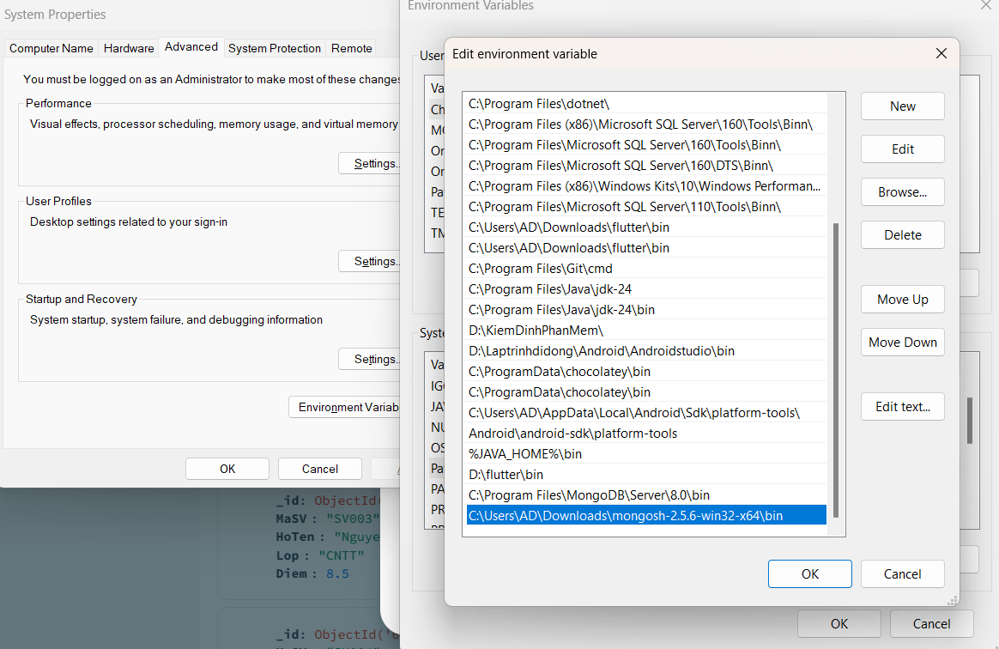 System Properties
Computer Name
Hardware
Advanced
System Protection
Remote
You must be logged on as an Administrator to make most of these changes
Performance
Visual effects, processor scheduling, memory usage, and virtual memory
Settings..
User Profiles
Desktop settings related to your sign-in
Settings..
Startup and Recovery
System startup, system failure, and debugging information
Settings..
Environment Variab
OK
Cancel
_id: ObjectId(
MaSV : "SV003"
HoTen : "Nguye
Lop : "CNTT"
Diem : 8.5
_id: ObjectId('6
Environment Variables
User
Va
Ch
MO
On
On
Pa
TE
TM
Syste
Va
IG
JA
NU
OS
Pa
PA
PR
Edit environment variable
C:\Program Files\dotnet\
C:\Program Files (x86)\Microsoft SQL Server\160\Tools\Binn\
C:\Program Files\Microsoft SQL Server\160\Tools\Binn\
C:\Program Files\Microsoft SQL Server\160\DTS\Binn\
C:\Program Files (x86)\Windows Kits\10\Windows Performan...
C:\Program Files\Microsoft SQL Server\110\Tools\Binn\
C:\Users\AD\Downloads\flutter\bin
C:\Users\AD\Downloads\flutter\bin
C:\Program Files\Git\cmd
C:\Program Files\Java\jdk-24
C:\Program Files\Java\jdk-24\bin
D:\KiemDinhPhanMem\
D:\Laptrinhdidong\Android\Androidstudio\bin
C:\ProgramData\chocolatey\bin
C:\ProgramData\chocolatey\bin
C:\Users\AD\AppData\Local\Android\Sdk\platform-tools\
Android\android-sdk\platform-tools
%JAVA_HOME%\bin
D:\flutter\bin
C:\Program Files\MongoDB\Server\8.0\bin
C:\Users\AD\Downloads\mongosh-2.5.6-win32-x64\bin
New
Edit
Browse...
Delete
Move Up
Move Down
Edit text...
OK
Cancel
OK
Cancel